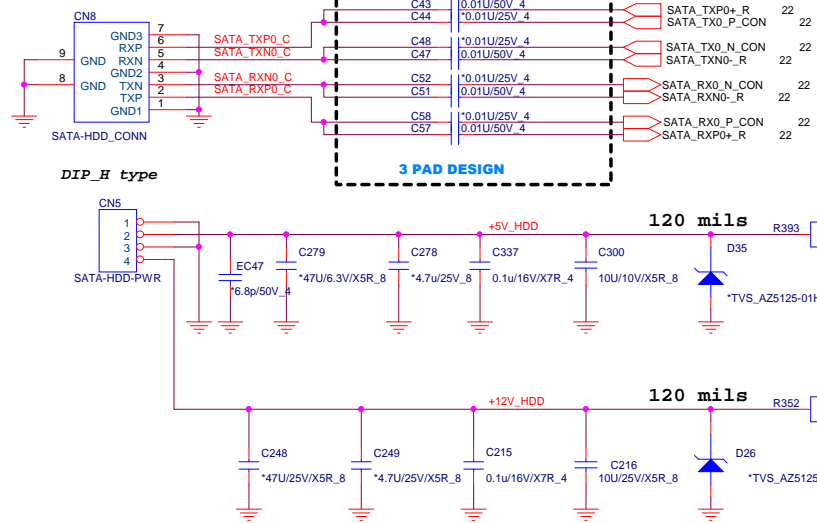 CN8
GND3 7
RXP 6 SATA_TXP0_C
9 GND RXN 5 SATA_TXN0_C
GND2 4
8 GND TXN 3 SATA_RXN0_C
TXP 2 SATA_RXP0_C
GND1 1
SATA-HDD_CONN
C43 0.01U/50V_4 SATA_TXP0+_R 22
C44 *0.01U/25V_4 SATA_TX0_P_CON 22
C48 *0.01U/25V_4 SATA_TX0_N_CON 22
C47 0.01U/50V_4 SATA_TXN0-_R 22
C52 *0.01U/25V_4 SATA_RX0_N_CON 22
C51 0.01U/50V_4 SATA_RXN0-_R 22
C58 *0.01U/25V_4 SATA_RX0_P_CON 22
C57 0.01U/50V_4 SATA_RXP0+_R 22
3 PAD DESIGN
DIP_H type
CN5
1
2
3
4
SATA-HDD-PWR
+5V_HDD
120 mils
R393
EC47
*6.8p/50V_4
C279
*47U/6.3V/X5R_8
C278
*4.7u/25V_8
C337
0.1u/16V/X7R_4
C300
10U/10V/X5R_8
D35
*TVS_AZ5125-01H
+12V_HDD
120 mils
R352
C248
*47U/25V/X5R_8
C249
*4.7U/25V/X5R_8
C215
0.1u/16V/X7R_4
C216
10U/25V/X5R_8
D26
*TVS_AZ5125